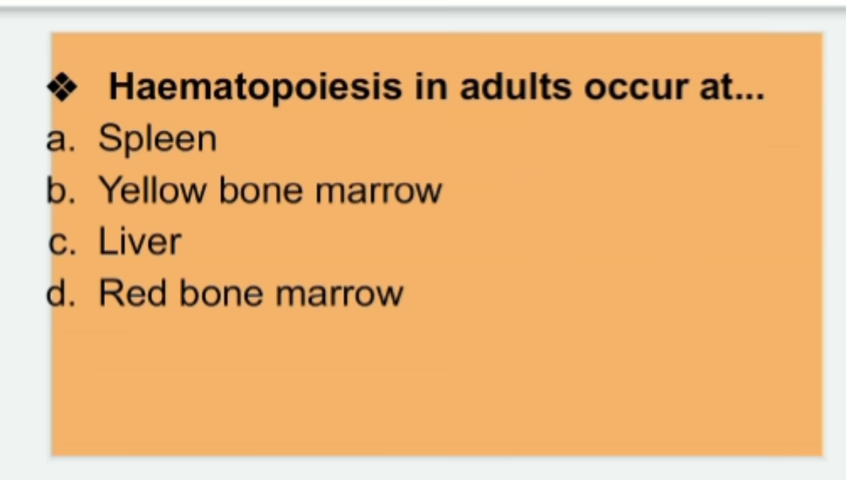 ❖ Haematopoiesis in adults occur at...
a. Spleen
b. Yellow bone marrow
c. Liver
d. Red bone marrow